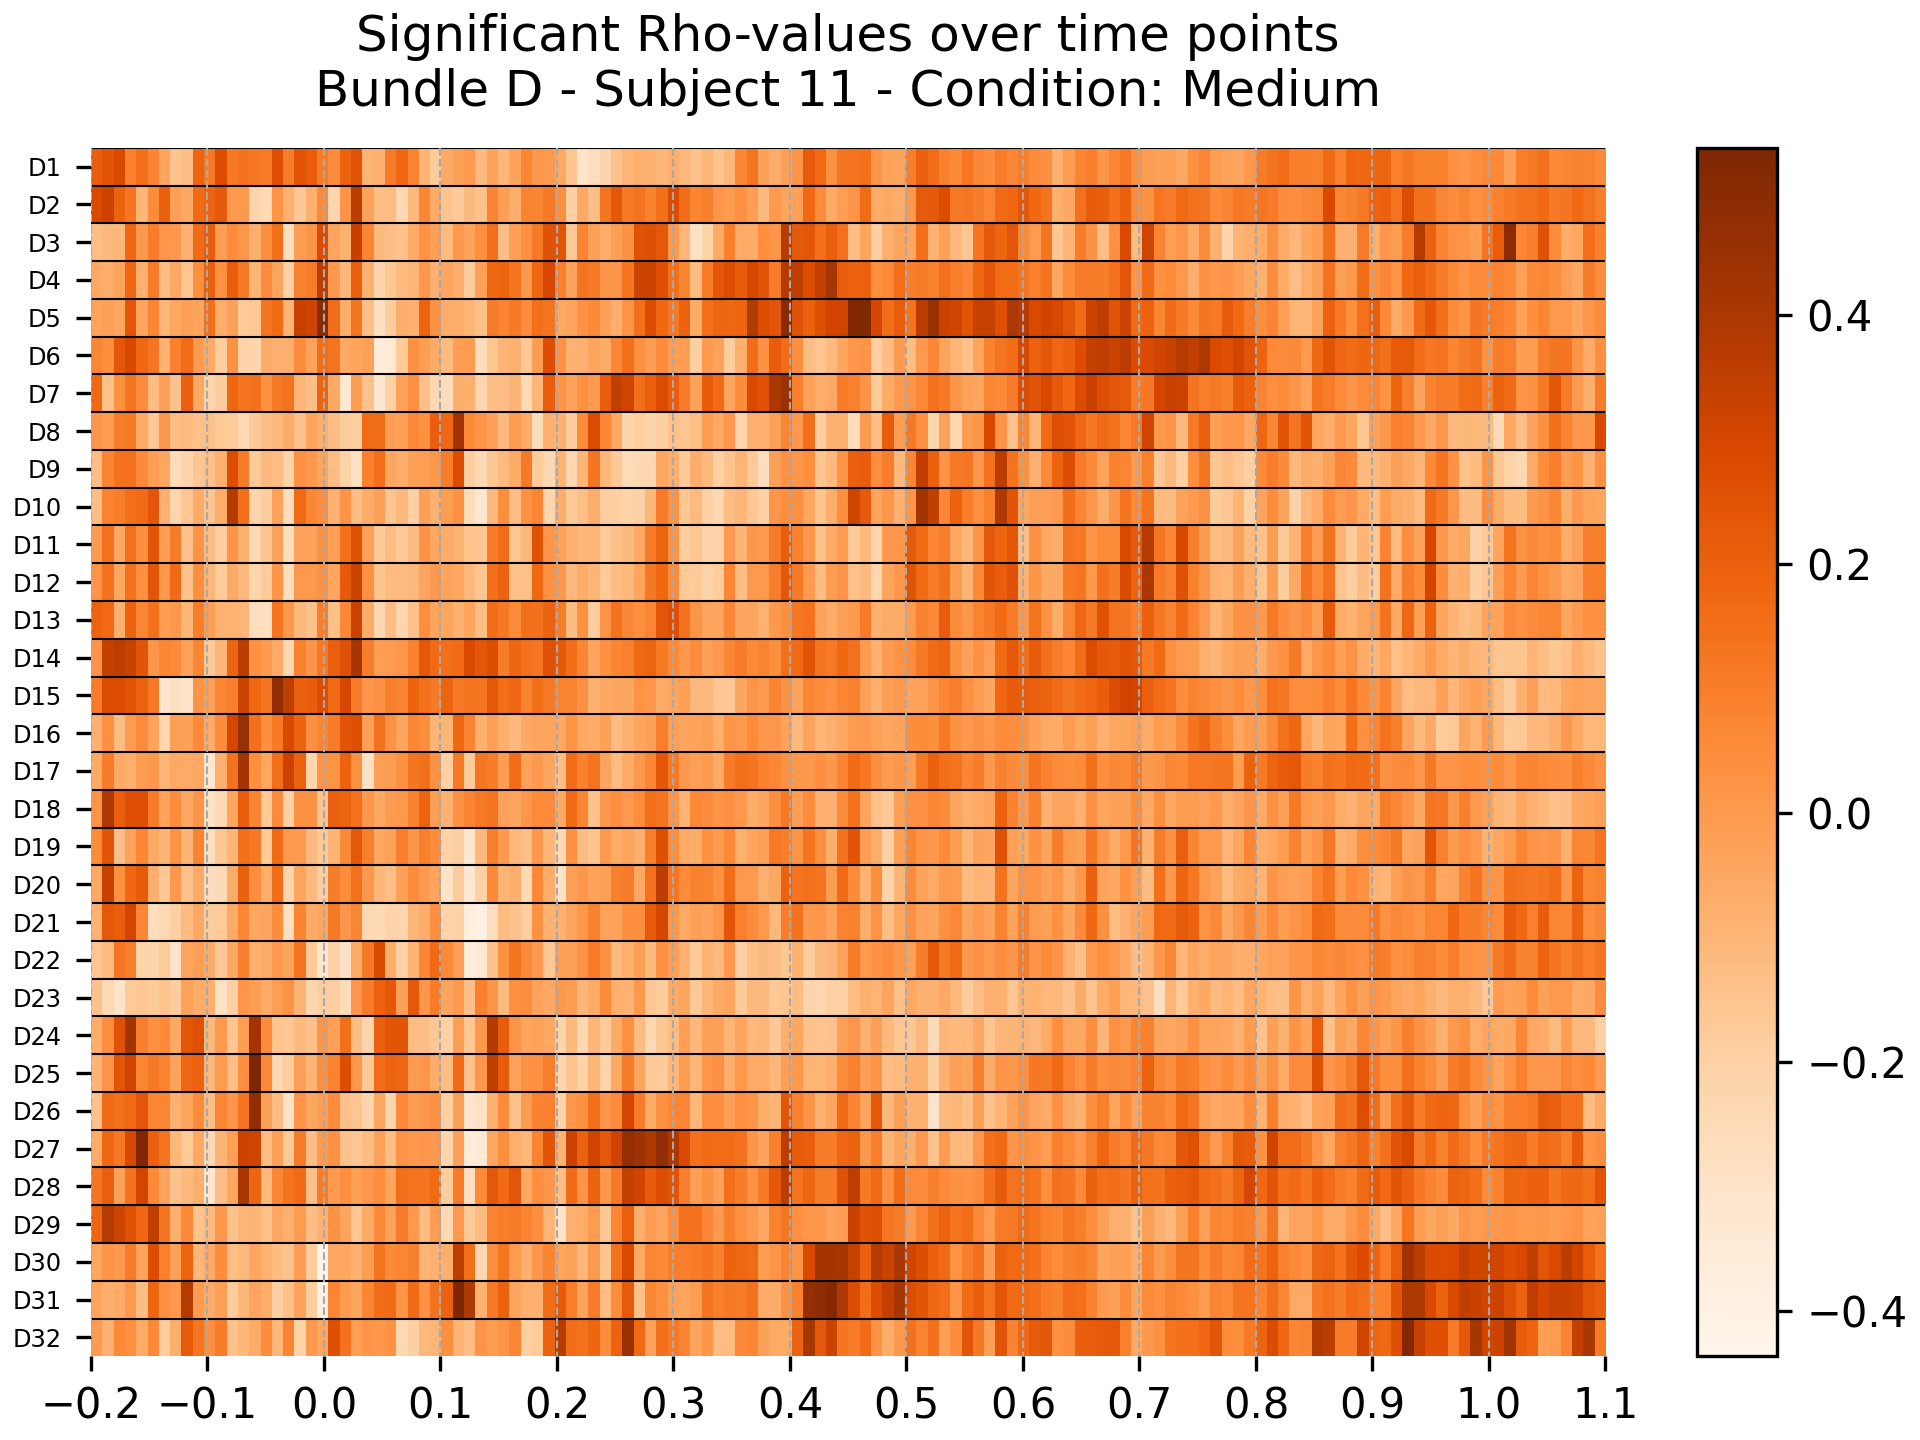 Significant Rho-values over time points
Bundle D - Subject 11 - Condition: Medium
D1
D2
D3
D4
D5
D6
D7
D8
D9
D10
D11
D12
D13
D14
D15
D16
D17
D18
D19
D20
D21
D22
D23
D24
D25
D26
D27
D28
D29
D30
D31
D32
−0.2 −0.1 0.0 0.1 0.2 0.3 0.4 0.5 0.6 0.7 0.8 0.9 1.0 1.1
0.4
0.2
0.0
−0.2
−0.4